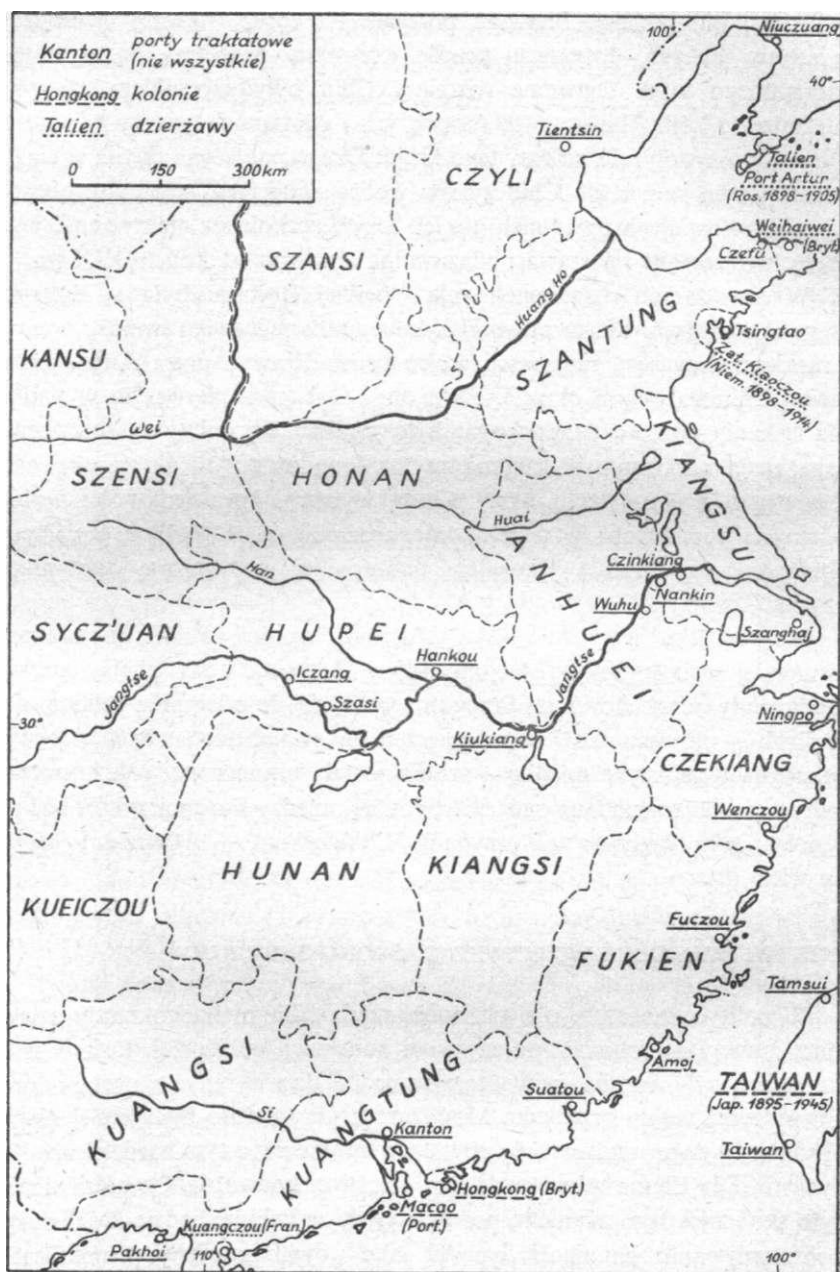 Kanton porty traktatowe
(nie wszystkie)
Hongkong kolonie
Talien dzierżawy
0 150 300 km
100°
Niuczuang
40°
Tientsin
CZYLI
Talien
Port Artur
(Ros. 1898-1905)
Weihaiwei
(Bryt)
Czefu
SZANSI
Huang Ho
SZANTUNG
Tsingtao
Zat. Kiaoczou
(Niem. 1898-1914)
KANSU
Wei
SZENSI
HONAN
KIANGSU
Huai
ANHUEI
Han
Czinkiang
Nankin
Wuhu
SYCZ'UAN
HUPEI
Szanghaj
Jangtse
Iczang
Hankou
Jangtse
Szasi
30°
Kiukiang
Ningpo
CZEKIANG
Wenczou
HUNAN
KIANGSI
KUEICZOU
Fuczou
FUKIEN
Tamsui
KUANGSI
Amoj
KUANGTUNG
Suatou
TAIWAN
(Jap. 1895-1945)
Si
Kanton
Taiwan
Hongkong (Bryt)
Macao
(Port)
Kuangczou (Fran)
Pakhoi
110°
100°